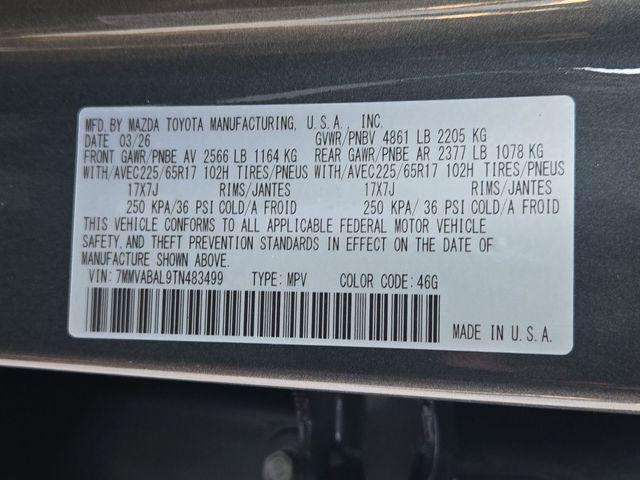 MFD. BY MAZDA TOYOTA MANUFACTURING, U.S.A., INC.
DATE 03/26 GVWR/PNBV 4861 LB 2205 KG
FRONT GAWR/PNBE AV 2566 LB 1164 KG REAR GAWR/PNBE AR 2377 LB 1078 KG
WITH/AVEC225/65R17 102H TIRES/PNEUS WITH/AVEC225/65R17 102H TIRES/PNEUS
17X7J RIMS/JANTES 17X7J RIMS/JANTES
250 KPA/36 PSI COLD/A FROID 250 KPA/ 36 PSI COLD/A FROID
THIS VEHICLE CONFORMS TO ALL APPLICABLE FEDERAL MOTOR VEHICLE
SAFETY, AND THEFT PREVENTION STANDARDS IN EFFECT ON THE DATE OF
MANUFACTURE SHOWN ABOVE.
VIN: 7MMVABAL9TN483499 TYPE: MPV COLOR CODE: 46G
MADE IN U.S.A.